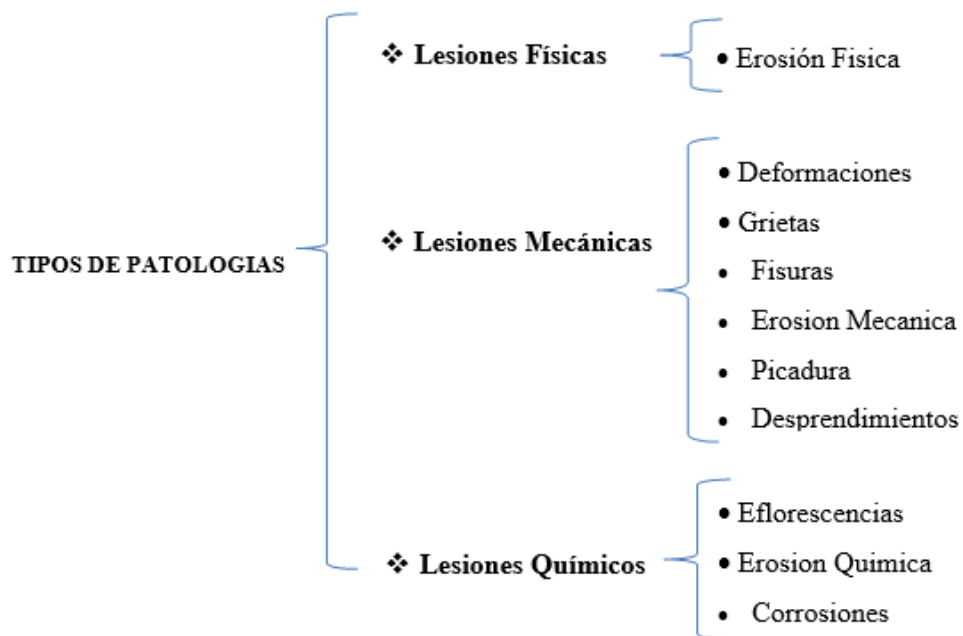 TIPOS DE PATOLOGIAS
❖ Lesiones Físicas
• Erosión Fisica
❖ Lesiones Mecánicas
• Deformaciones
• Grietas
• Fisuras
• Erosion Mecanica
• Picadura
• Desprendimientos
❖ Lesiones Químicos
• Eflorescencias
• Erosion Quimica
• Corrosiones